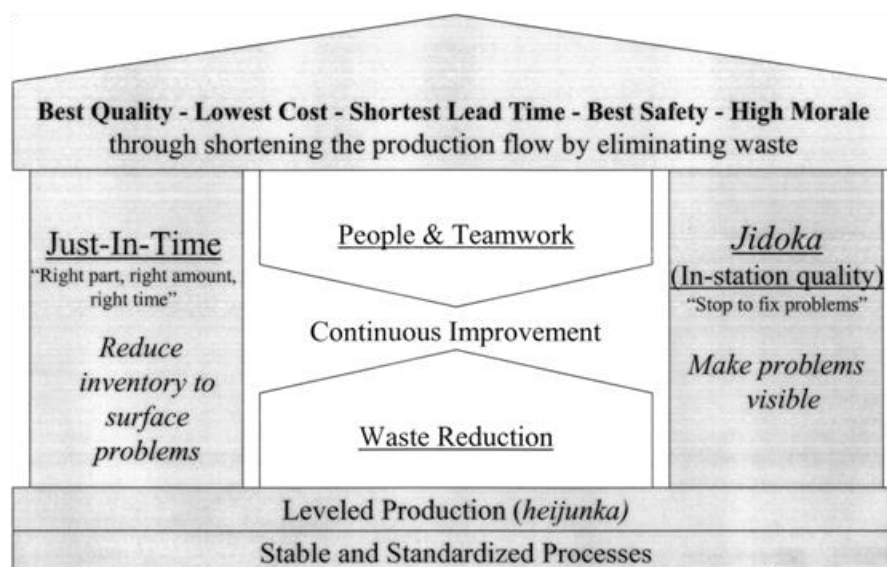 Best Quality - Lowest Cost - Shortest Lead Time - Best Safety - High Morale
through shortening the production flow by eliminating waste
Just-In-Time
“Right part, right amount,
right time”
Reduce
inventory to
surface
problems
People & Teamwork
Continuous Improvement
Waste Reduction
Jidoka
(In-station quality)
“Stop to fix problems”
Make problems
visible
Leveled Production (heijunka)
Stable and Standardized Processes